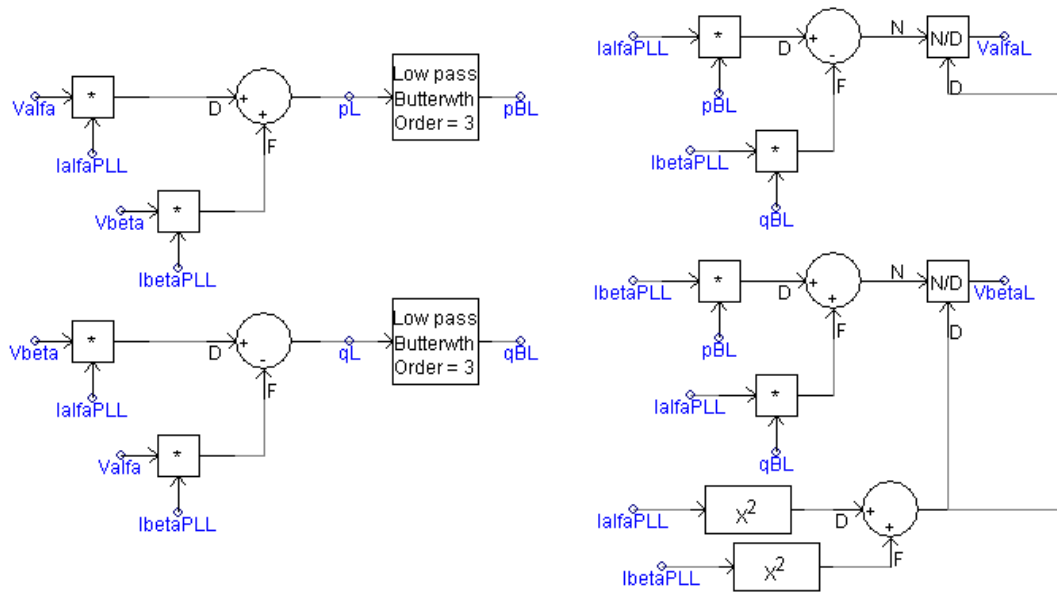 Valfa
*
IalfaPLL
D
+
+
F
pL
Low pass
Butterwth
Order = 3
pBL
Vbeta
*
IbetaPLL
Vbeta
*
IalfaPLL
D
+
-
F
qL
Low pass
Butterwth
Order = 3
qBL
Valfa
*
IbetaPLL
IalfaPLL
*
pBL
D
+
-
F
N
N/D
D
ValfaL
IbetaPLL
*
qBL
IbetaPLL
*
pBL
D
+
+
F
N
N/D
D
VbetaL
IalfaPLL
*
qBL
IalfaPLL
X²
D
+
+
F
IbetaPLL
X²